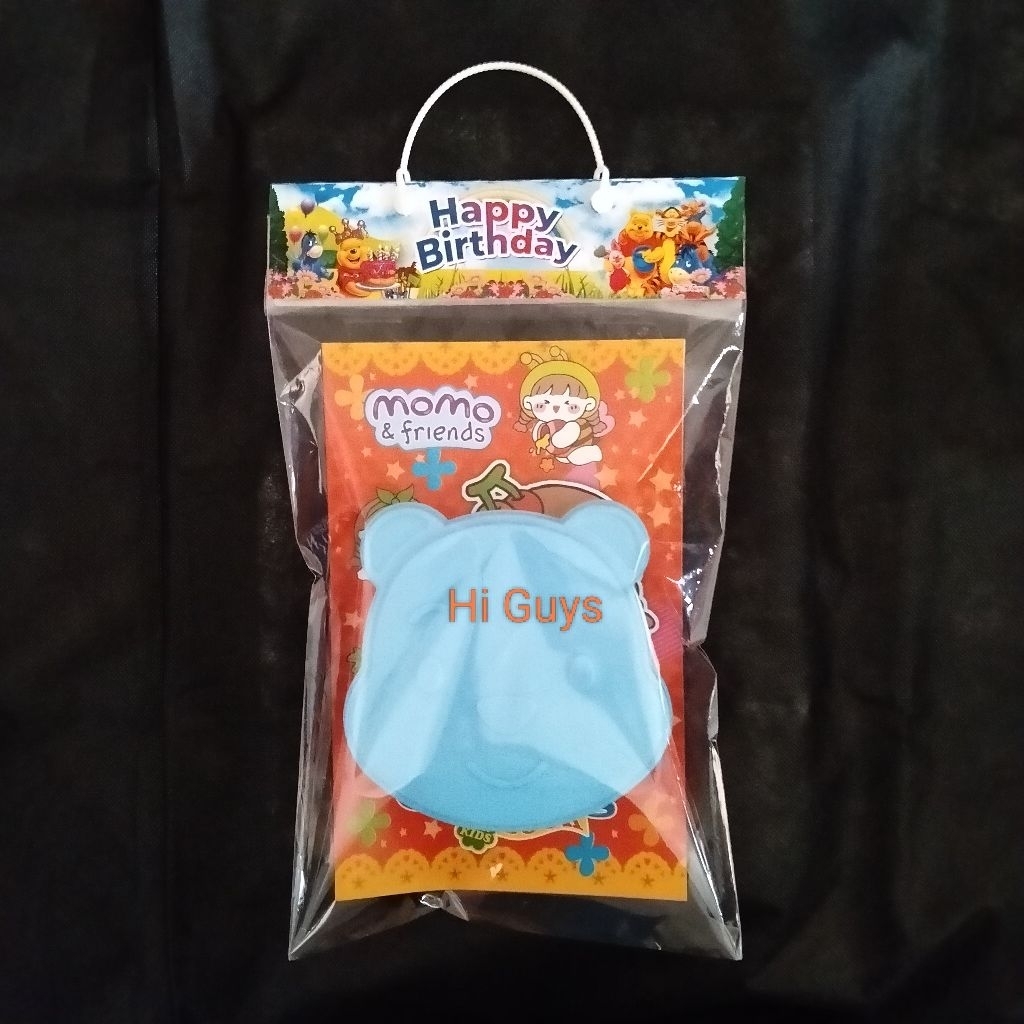 Happy
Birthday
momo
& friends
Hi Guys
KIDS